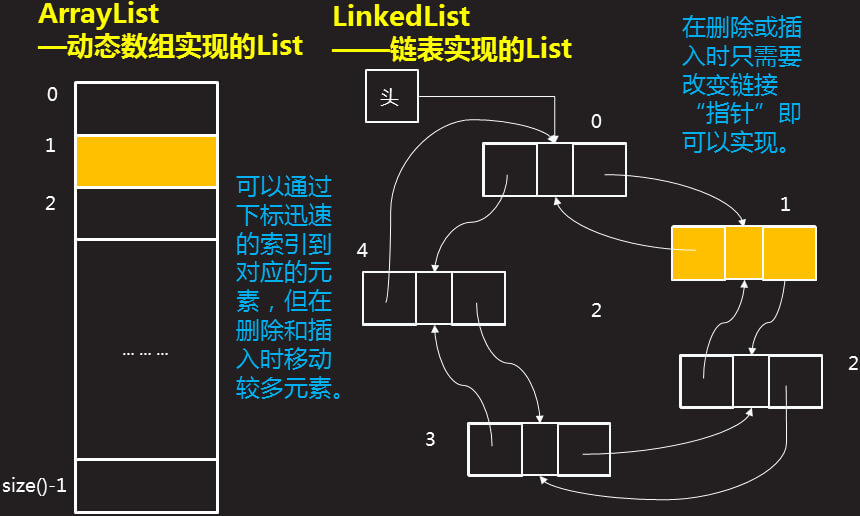 ArrayList
—动态数组实现的List
0
1
2
... ... ...
size()-1
可以通过
下标迅速
的索引到
对应的元
素，但在
删除和插
入时移动
较多元素。
LinkedList
——链表实现的List
头
0
1
4
2
2
3
在删除或插
入时只需要
改变链接
“指针”即
可以实现。